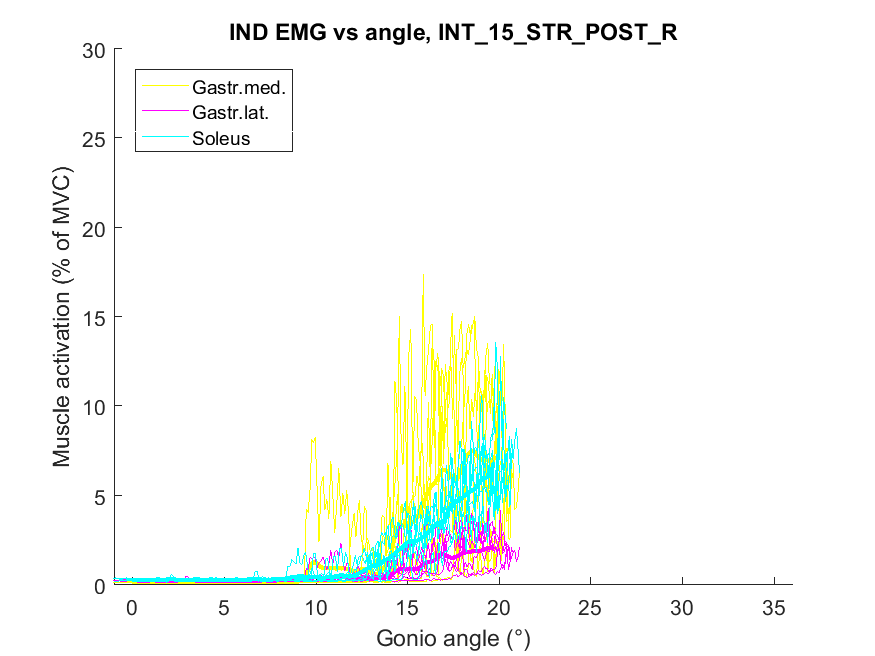 IND EMG vs angle, INT_15_STR_POST_R
30
25
20
15
10
5
0
Muscle activation (% of MVC)
Gastr.med.
Gastr.lat.
Soleus
0 5 10 15 20 25 30 35
Gonio angle (°)